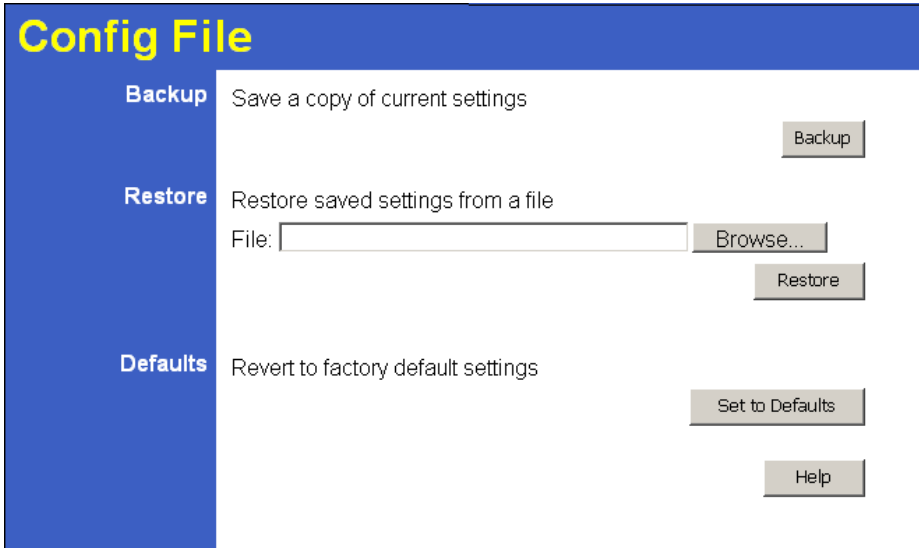 Config File
Backup Save a copy of current settings
Backup
Restore Restore saved settings from a file
File: Browse...
Restore
Defaults Revert to factory default settings
Set to Defaults
Help